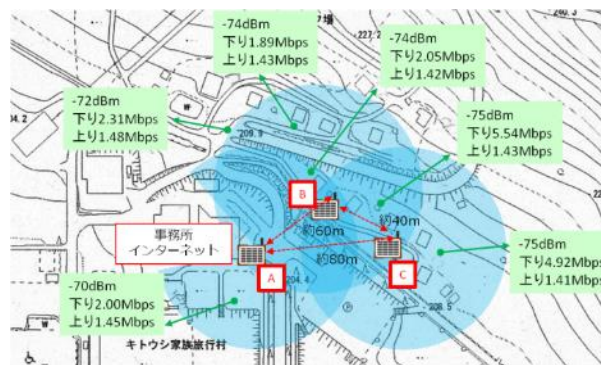 -74dBm
下り1.89Mbps
上り1.43Mbps
-74dBm
下り2.05Mbps
上り1.42Mbps
-72dBm
下り2.31Mbps
上り1.48Mbps
-75dBm
下り5.54Mbps
上り1.43Mbps
209.9
B
約40m
約60m
事務所
インターネット
約80m
C
-75dBm
下り4.92Mbps
上り1.41Mbps
A
204.4
-70dBm
下り2.00Mbps
上り1.45Mbps
キトウシ家族旅行村